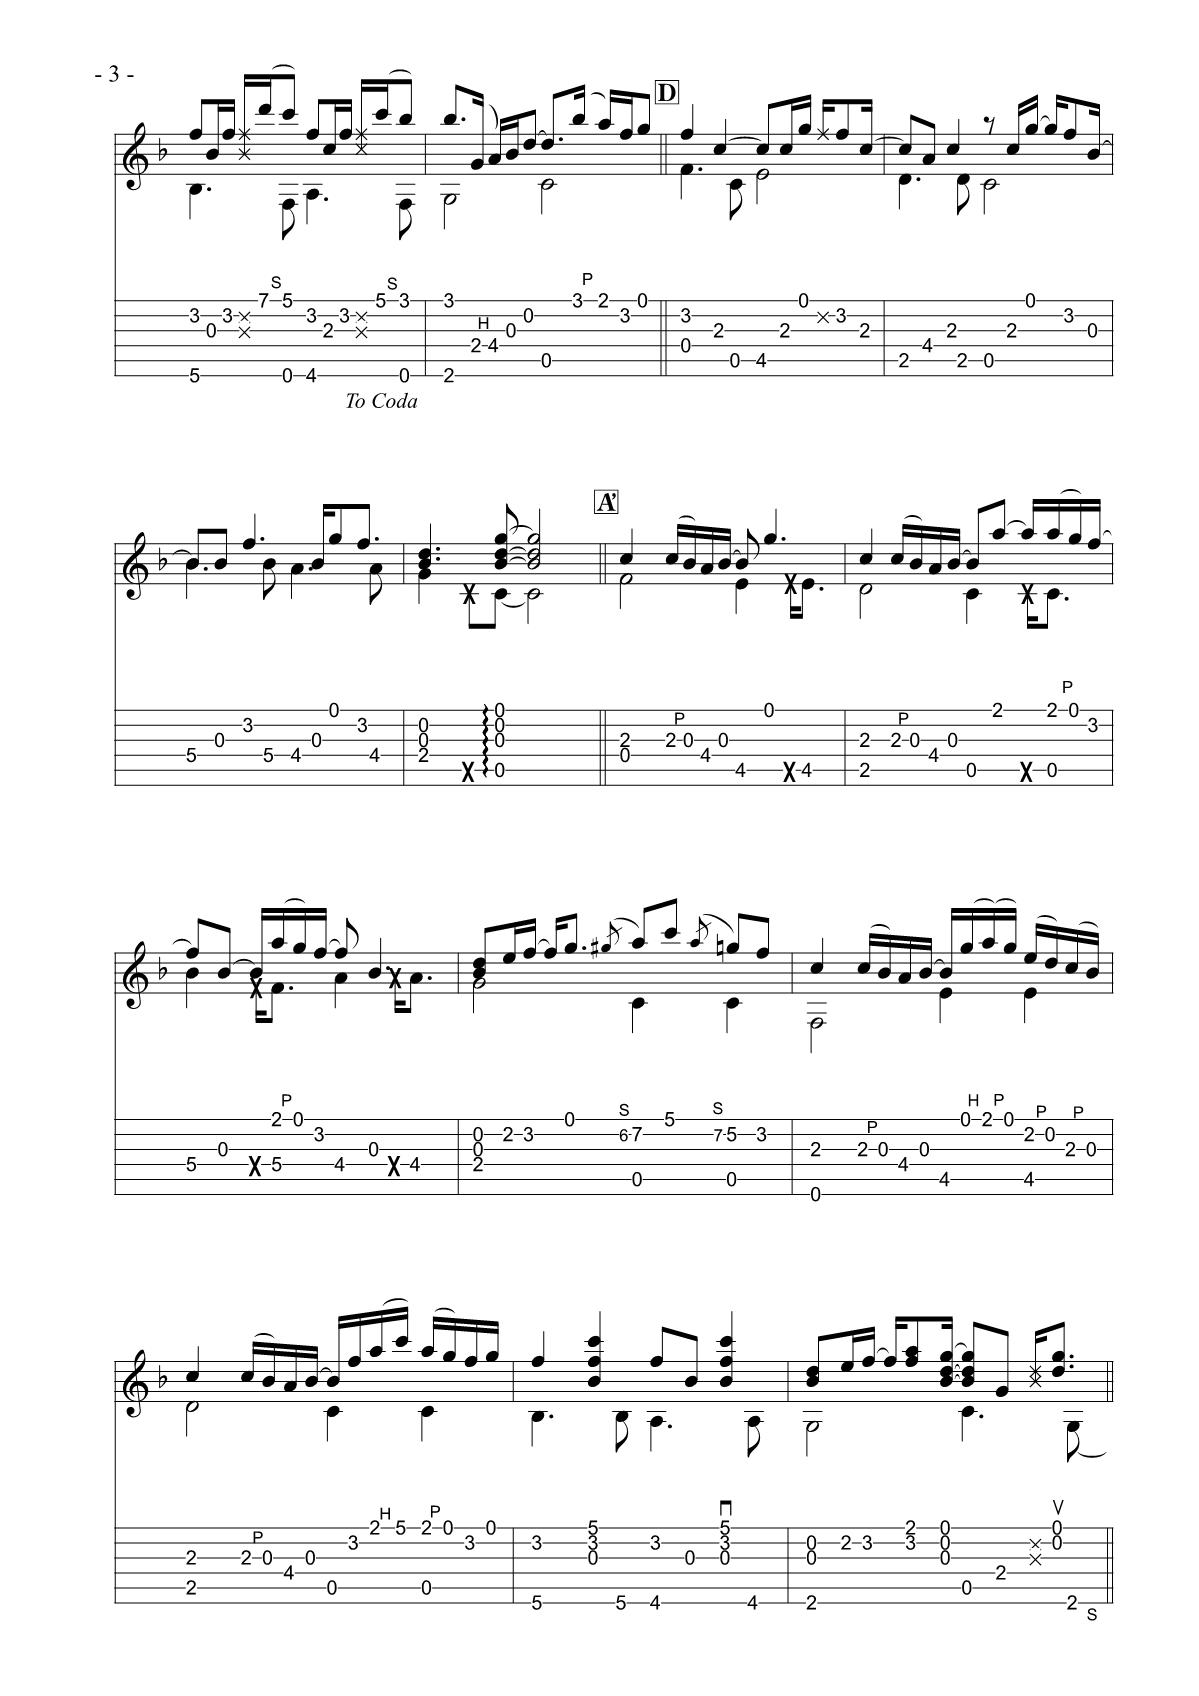 - 3 -
D
S S H P
7 5 5 3 3 3 2 0 0
3 3 3 3 0 3 3 3
0 2 0 2 2 2 2 0
2 4 0 4
0 0 4 2 2 0
5 0 4 0 2
To Coda
A'
P P P
0 0 0 2 2 0
3 3 0 0 3
0 0 0 0 2 2 0 0 2 2 0 0
5 5 4 4 2 0 4 4
X 0 4 X 4 2 0 X 0
P S S P H P P P
2 0 0 5 0 2 0
3 0 2 3 6 7 7 5 3 2 0
0 0 0 2 2 0 0 2 0
5 X 5 4 X 4 2 4
0 0 4 4
0
P H P V
2 5 2 0 0 5 5 2 0 0
3 3 3 3 3 3 0 2 3 3 0 0
2 2 0 0 0 0 0 0 0
4 2
2 0 0 0
5 5 4 4 2 2
S